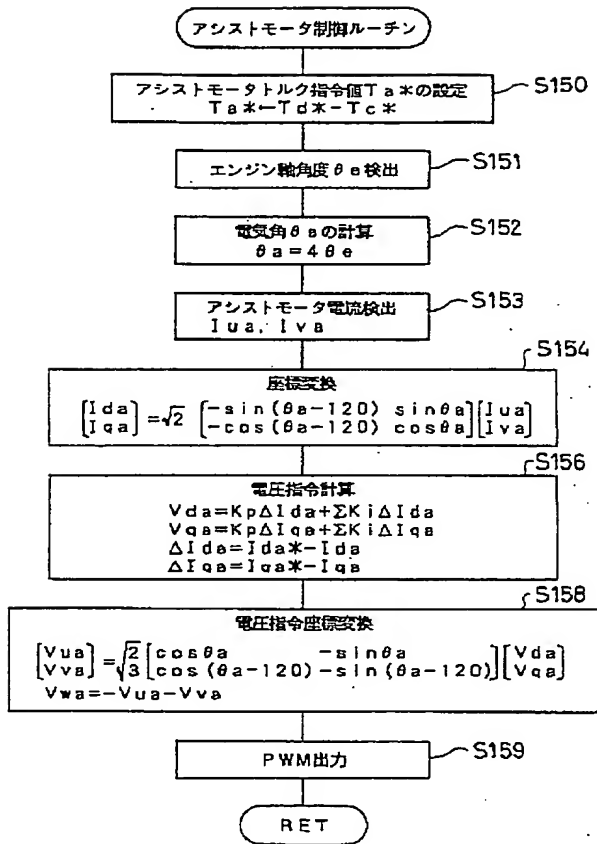 アシストモータ制御ルーチン
アシストモータトルク指令値Ta*の設定
Ta*←Td*−Tc*
S150
エンジン軸角度θe検出
S151
電気角θaの計算
θa=4θe
S152
アシストモータ電流検出
Iua, Iva
S153
S154
座標変換
[Ida] =√2 [−sin(θa−120) sinθa][Iua]
[Iqa] [−cos(θa−120) cosθa][Iva]
S156
電圧指令計算
Vda=KpΔIda+ΣKiΔIda
Vqa=KpΔIqa+ΣKiΔIqa
ΔIda=Ida*−Ida
ΔIqa=Iqa*−Iqa
S158
電圧指令座標変換
[Vua] =√2 [cosθa −sinθa][Vda]
[Vva] 3 [cos(θa−120)−sin(θa−120)][Vqa]
Vwa=−Vua−Vva
PWM出力
S159
RET